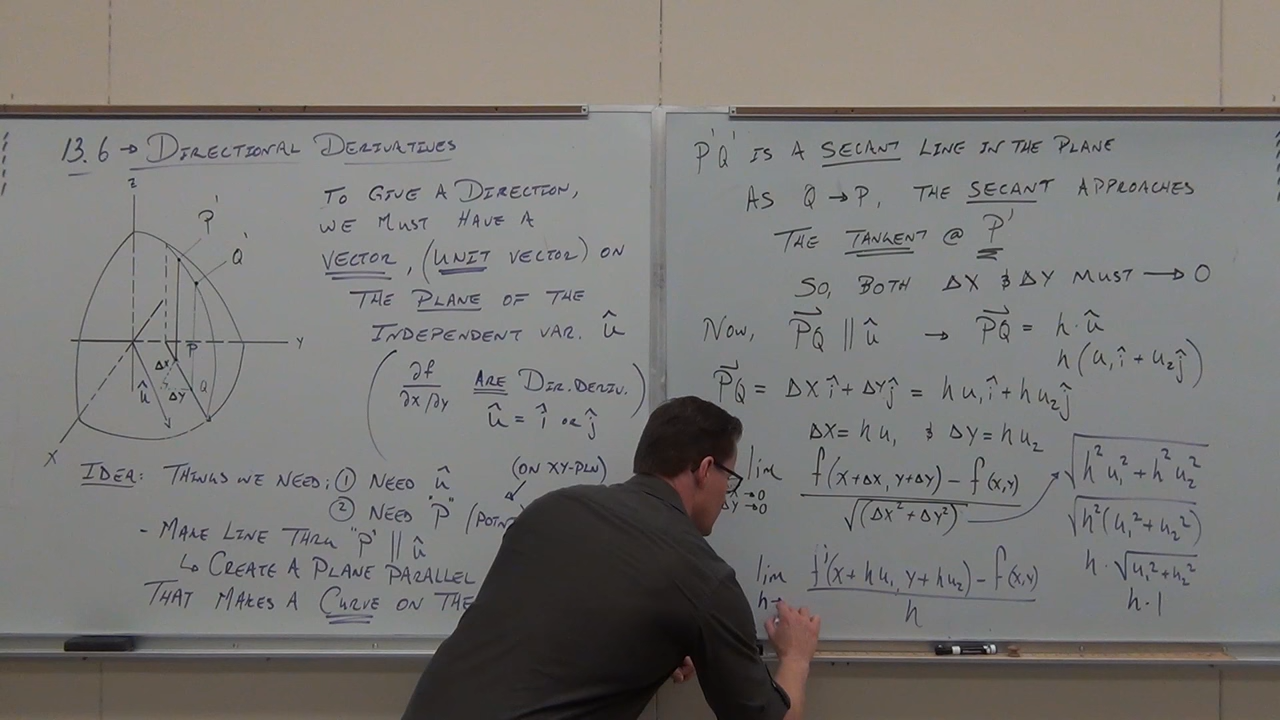 13.6 → DIRECTIONAL DERIVATIVES
Z
P'
Q'
Y
P
ΔX
Q
ΔY
û
X
TO GIVE A DIRECTION,
WE MUST HAVE A
VECTOR, (UNIT VECTOR) ON
THE PLANE OF THE
INDEPENDENT VAR. û
(∂f / ∂x/∂y ARE DIR. DERIV.
û = î OR ĵ)
IDEA: THINGS WE NEED; ① NEED û (ON XY-PLN)
② NEED "P"
- MAKE LINE THRU "P" ∥ û
↳ CREATE A PLANE PARALLEL
THAT MAKES A CURVE ON THE
P'Q' IS A SECANT LINE IN THE PLANE
AS Q → P, THE SECANT APPROACHES
THE TANGENT @ P'
SO, BOTH ΔX & ΔY MUST → 0
NOW, PQ⃗ ∥ û → PQ⃗ = h·û
h(u₁î + u₂ĵ)
PQ⃗ = ΔX î + ΔY ĵ = hu₁î + hu₂ĵ
ΔX = hu₁ & ΔY = hu₂
lim f(x+Δx, y+Δy) – f(x,y) / √(ΔX² + ΔY²)
ΔX→0
ΔY→0
√h²u₁² + h²u₂²
√h²(u₁² + u₂²)
h·√u₁² + u₂²
h·1
lim f(x + hu₁, y + hu₂) – f(x,y) / h
h→